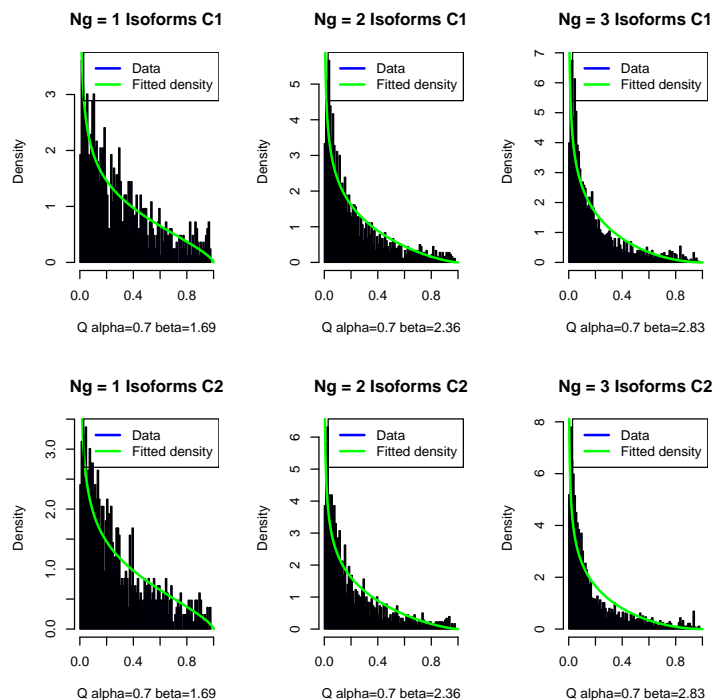 Ng = 1 Isoforms C1
Data
Fitted density
Density
0
1
2
3
0.0 0.4 0.8
Q alpha=0.7 beta=1.69
Ng = 2 Isoforms C1
Data
Fitted density
Density
0
1
2
3
4
5
0.0 0.4 0.8
Q alpha=0.7 beta=2.36
Ng = 3 Isoforms C1
Data
Fitted density
Density
0
1
2
3
4
5
6
7
0.0 0.4 0.8
Q alpha=0.7 beta=2.83
Ng = 1 Isoforms C2
Data
Fitted density
Density
0.0
1.0
2.0
3.0
0.0 0.4 0.8
Q alpha=0.7 beta=1.69
Ng = 2 Isoforms C2
Data
Fitted density
Density
0
1
2
3
4
5
6
0.0 0.4 0.8
Q alpha=0.7 beta=2.36
Ng = 3 Isoforms C2
Data
Fitted density
Density
0
2
4
6
8
0.0 0.4 0.8
Q alpha=0.7 beta=2.83